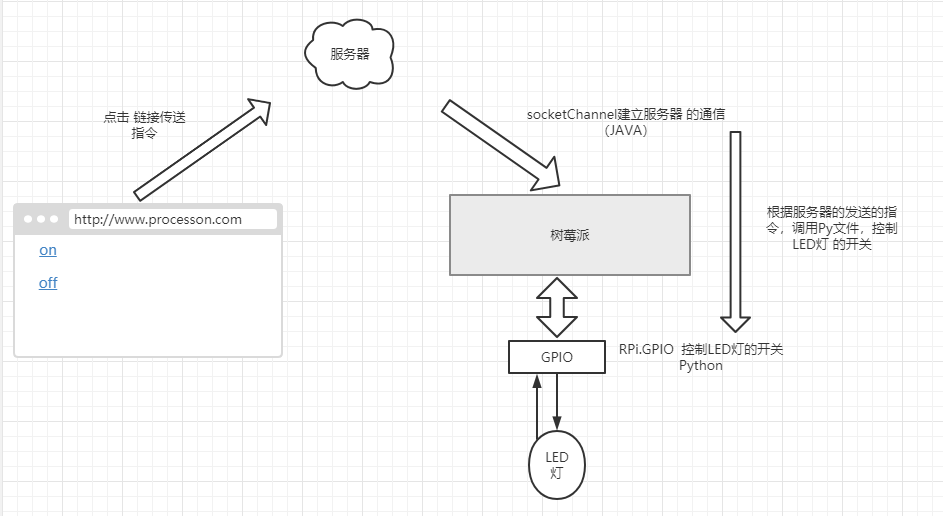 服务器
点击 链接传送
指令
socketChannel建立服务器 的通信
（JAVA）
http://www.processon.com
on
off
树莓派
根据服务器的发送的指
令，调用Py文件，控制
LED灯 的开关
GPIO
RPi.GPIO 控制LED灯的开关
Python
LED
灯